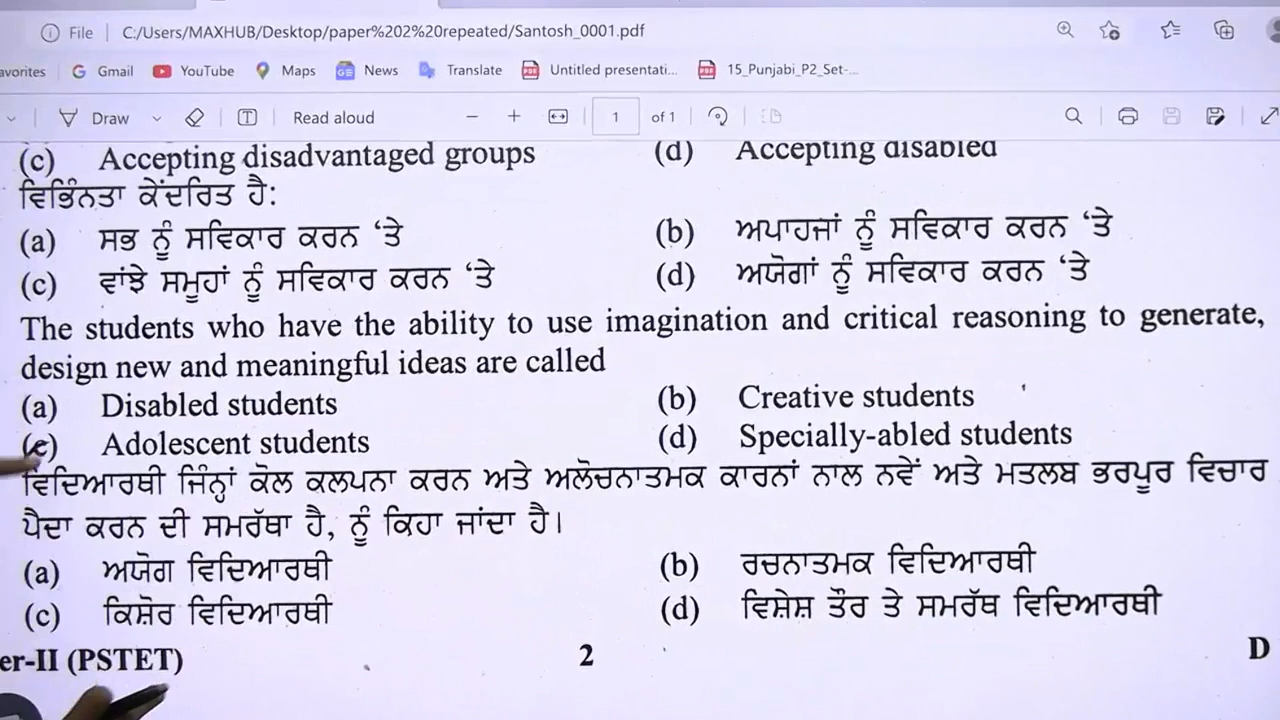 File C:/Users/MAXHUB/Desktop/paper%202%20repeated/Santosh_0001.pdf
avorites Gmail YouTube Maps News Translate Untitled presentati... 15_Punjabi_P2_Set-...
Draw Read aloud 1 of 1
(c) Accepting disadvantaged groups (d) Accepting disabled
ਵਿਭਿੰਨਤਾ ਕੇਂਦਰਿਤ ਹੈ:
(a) ਸਭ ਨੂੰ ਸਵਿਕਾਰ ਕਰਨ ‘ਤੇ (b) ਅਪਾਹਜਾਂ ਨੂੰ ਸਵਿਕਾਰ ਕਰਨ ‘ਤੇ
(c) ਵਾਂਝੇ ਸਮੂਹਾਂ ਨੂੰ ਸਵਿਕਾਰ ਕਰਨ ‘ਤੇ (d) ਅਯੋਗਾਂ ਨੂੰ ਸਵਿਕਾਰ ਕਰਨ ‘ਤੇ
The students who have the ability to use imagination and critical reasoning to generate,
design new and meaningful ideas are called
(a) Disabled students (b) Creative students
(c) Adolescent students (d) Specially-abled students
ਵਿਦਿਆਰਥੀ ਜਿੰਨ੍ਹਾਂ ਕੋਲ ਕਲਪਨਾ ਕਰਨ ਅਤੇ ਅਲੋਚਨਾਤਮਕ ਕਾਰਨਾਂ ਨਾਲ ਨਵੇਂ ਅਤੇ ਮਤਲਬ ਭਰਪੂਰ ਵਿਚਾਰ
ਪੈਦਾ ਕਰਨ ਦੀ ਸਮਰੱਥਾ ਹੈ, ਨੂੰ ਕਿਹਾ ਜਾਂਦਾ ਹੈ।
(a) ਅਯੋਗ ਵਿਦਿਆਰਥੀ (b) ਰਚਨਾਤਮਕ ਵਿਦਿਆਰਥੀ
(c) ਕਿਸ਼ੋਰ ਵਿਦਿਆਰਥੀ (d) ਵਿਸ਼ੇਸ਼ ਤੌਰ ਤੇ ਸਮਰੱਥ ਵਿਦਿਆਰਥੀ
er-II (PSTET) 2 D